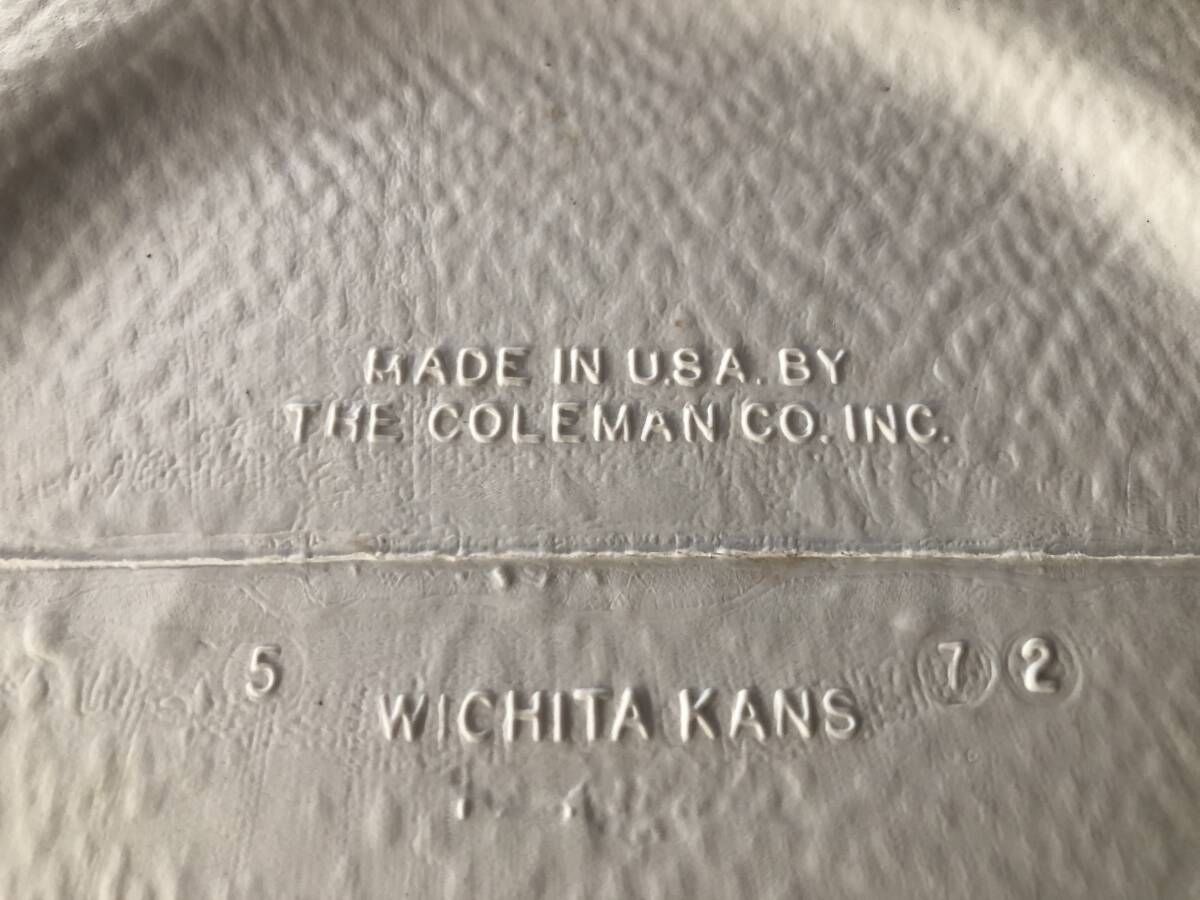 MADE IN U.S.A. BY
THE COLEMAN CO. INC.
5 7 2
WICHITA KANS